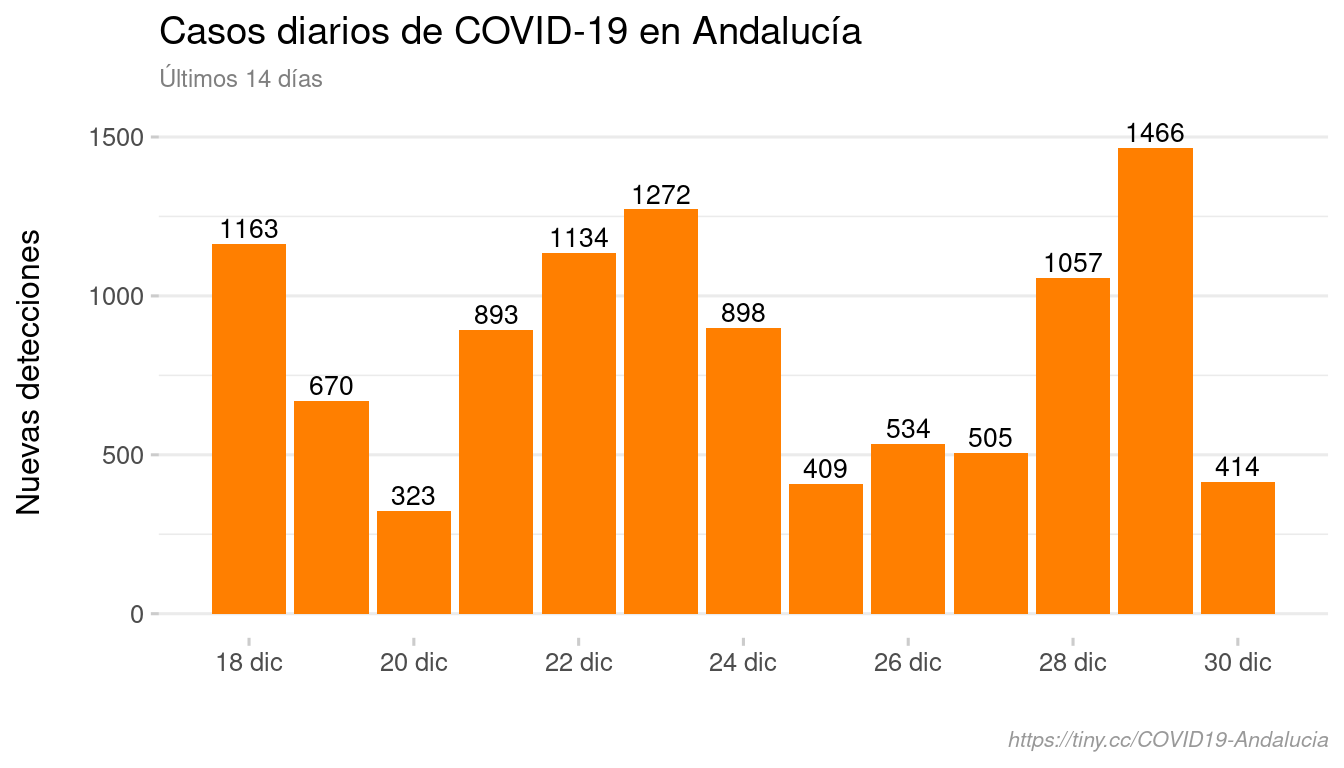 Casos diarios de COVID-19 en Andalucía
Últimos 14 días
Nuevas detecciones
1500
1000
500
0
1163
670
323
893
1134
1272
898
409
534
505
1057
1466
414
18 dic
20 dic
22 dic
24 dic
26 dic
28 dic
30 dic
https://tiny.cc/COVID19-Andalucia